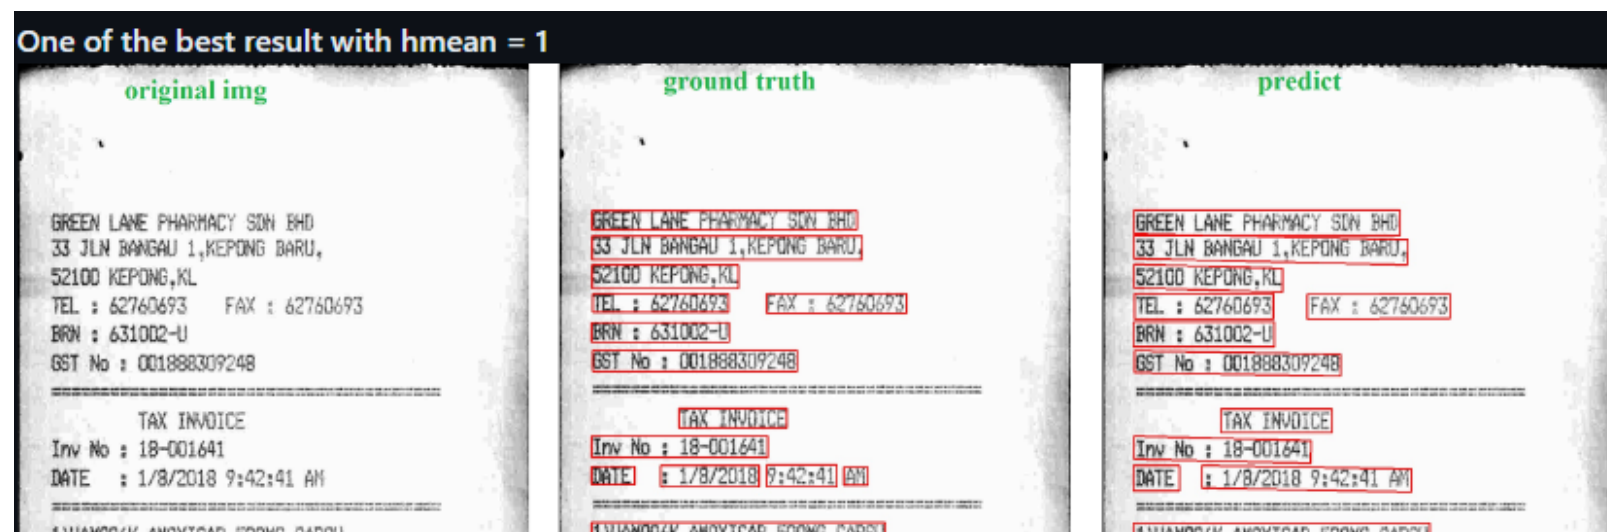 One of the best result with hmean = 1
original img
GREEN LANE PHARMACY SDN BHD
33 JLN BANGAU 1,KEPONG BARU,
52100 KEPONG,KL
TEL : 62760693 FAX : 62760693
BRN : 631002-U
GST No : 001888309248
TAX INVOICE
Inv No : 18-001641
DATE : 1/8/2018 9:42:41 AM
ground truth
GREEN LANE PHARMACY SDN BHD
33 JLN BANGAU 1,KEPONG BARU,
52100 KEPONG,KL
TEL : 62760693 FAX : 62760693
BRN : 631002-U
GST No : 001888309248
TAX INVOICE
Inv No : 18-001641
DATE : 1/8/2018 9:42:41 AM
predict
GREEN LANE PHARMACY SDN BHD
33 JLN BANGAU 1,KEPONG BARU,
52100 KEPONG,KL
TEL : 62760693 FAX : 62760693
BRN : 631002-U
GST No : 001888309248
TAX INVOICE
Inv No : 18-001641
DATE : 1/8/2018 9:42:41 AM